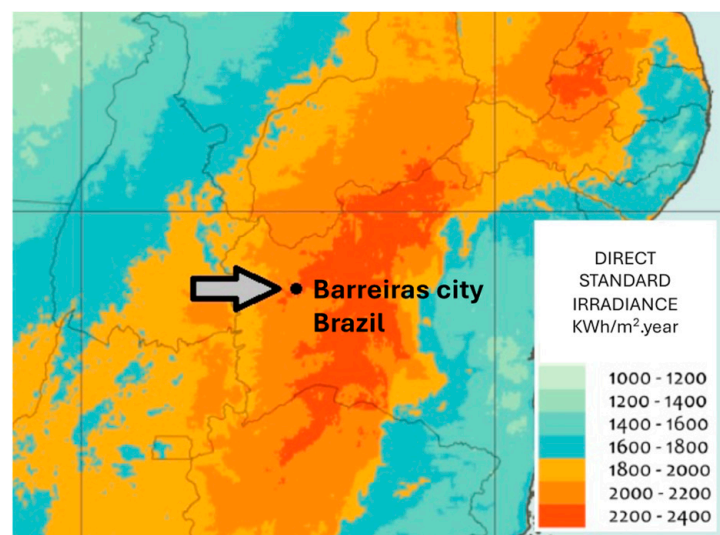 Barreiras city
Brazil
DIRECT
STANDARD
IRRADIANCE
KWh/m².year
1000 - 1200
1200 - 1400
1400 - 1600
1600 - 1800
1800 - 2000
2000 - 2200
2200 - 2400